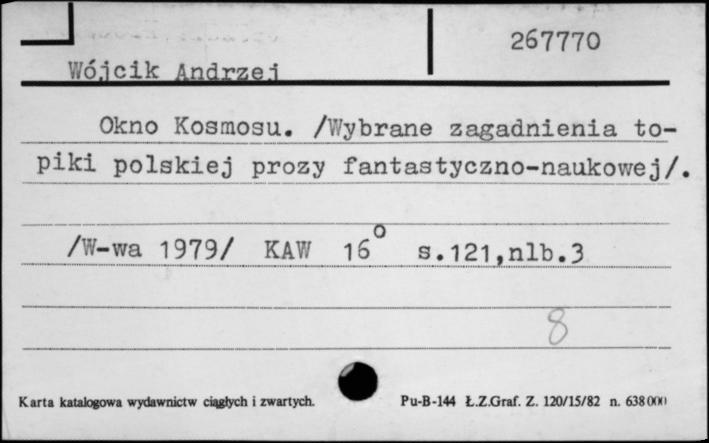 267770
Wójcik Andrzej
Okno Kosmosu. /Wybrane zagadnienia to-
piki polskiej prozy fantastyczno-naukowej/.
/W-wa 1979/ KAW 16° s.121,nlb.3
8
Karta katalogowa wydawnictw ciągłych i zwartych. Pu-B-144 Ł.Z.Graf. Z. 120/15/82 n. 638000